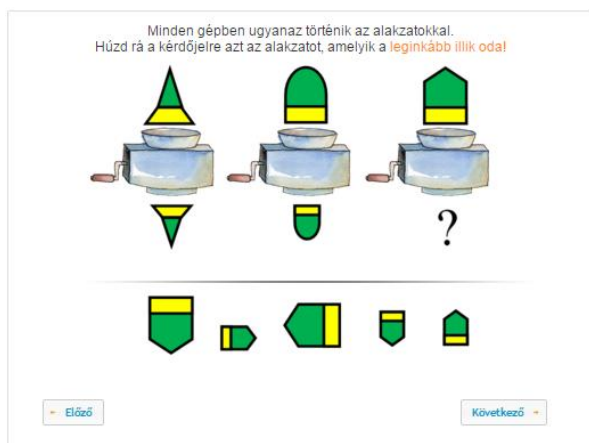 Minden gépben ugyanaz történik az alakzatokkal.
Húzd rá a kérdőjelre azt az alakzatot, amelyik a leginkább illik oda!
?
Előző
Következő